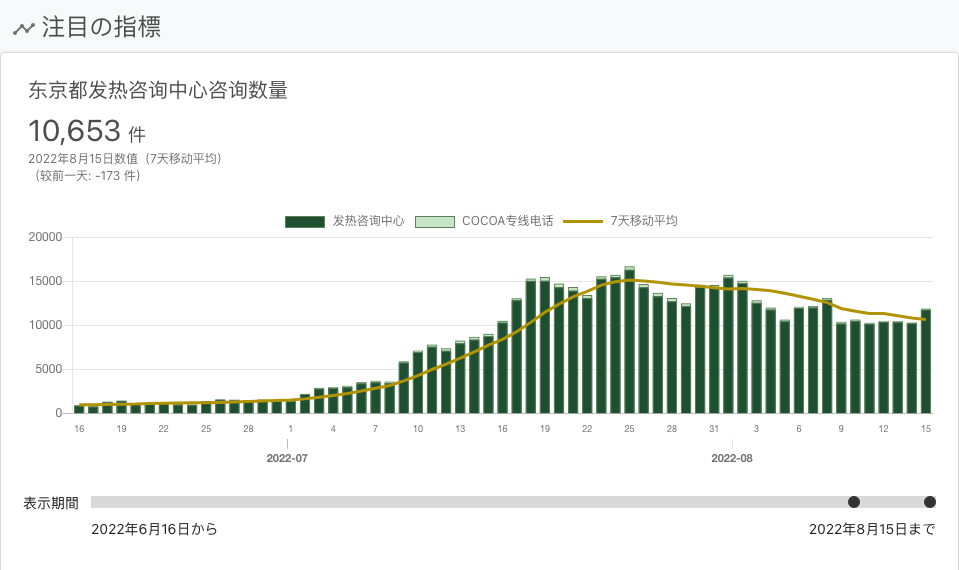 注目の指標
东京都发热咨询中心咨询数量
10,653 件
2022年8月15日数值（7天移动平均）
（较前一天: -173 件）
发热咨询中心 COCOA专线电话 7天移动平均
20000
15000
10000
5000
0
16 19 22 25 28 1 4 7 10 13 16 19 22 25 28 31 3 6 9 12 15
2022-07 2022-08
表示期間
2022年6月16日から 2022年8月15日まで